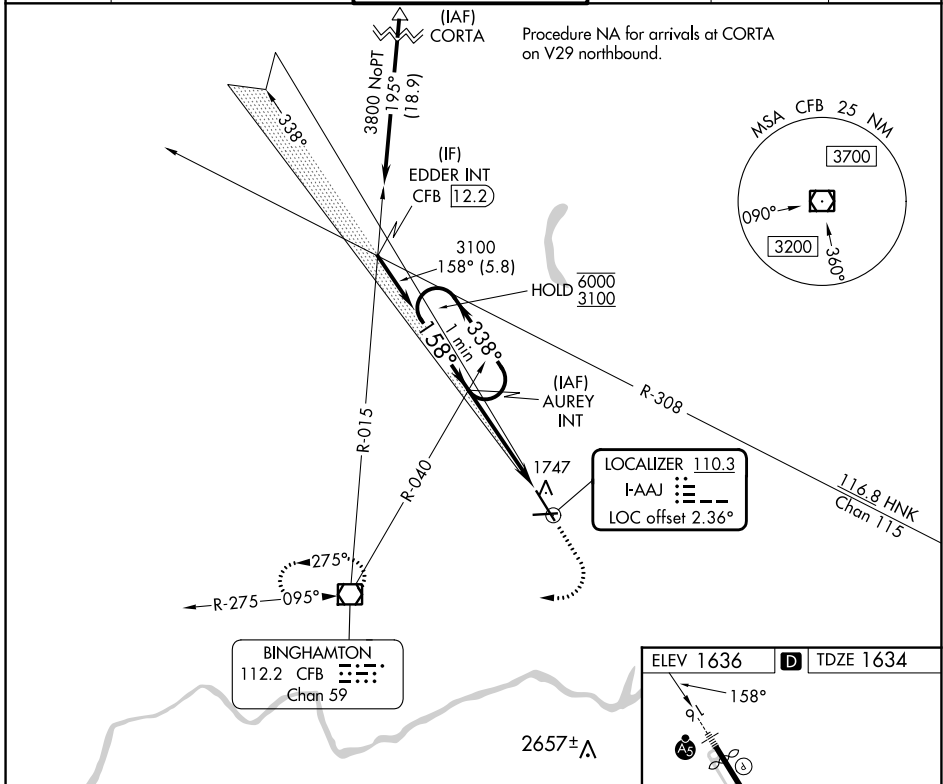 (IAF)
CORTA
Procedure NA for arrivals at CORTA
on V29 northbound.
3800 NoPT
195°
(18.9)
338°
MSA CFB 25 NM
3700
090°
3200
360°
(IF)
EDDER INT
CFB 12.2
3100
158° (5.8)
HOLD 6000
3100
338°
1 min
158°
(IAF)
AUREY
INT
R-308
R-015
R-040
1747
LOCALIZER 110.3
I-AAJ
LOC offset 2.36°
116.8 HNK
Chan 115
275°
R-275
095°
BINGHAMTON
112.2 CFB
Chan 59
2657±
ELEV 1636
D
TDZE 1634
158°
16
A5
P